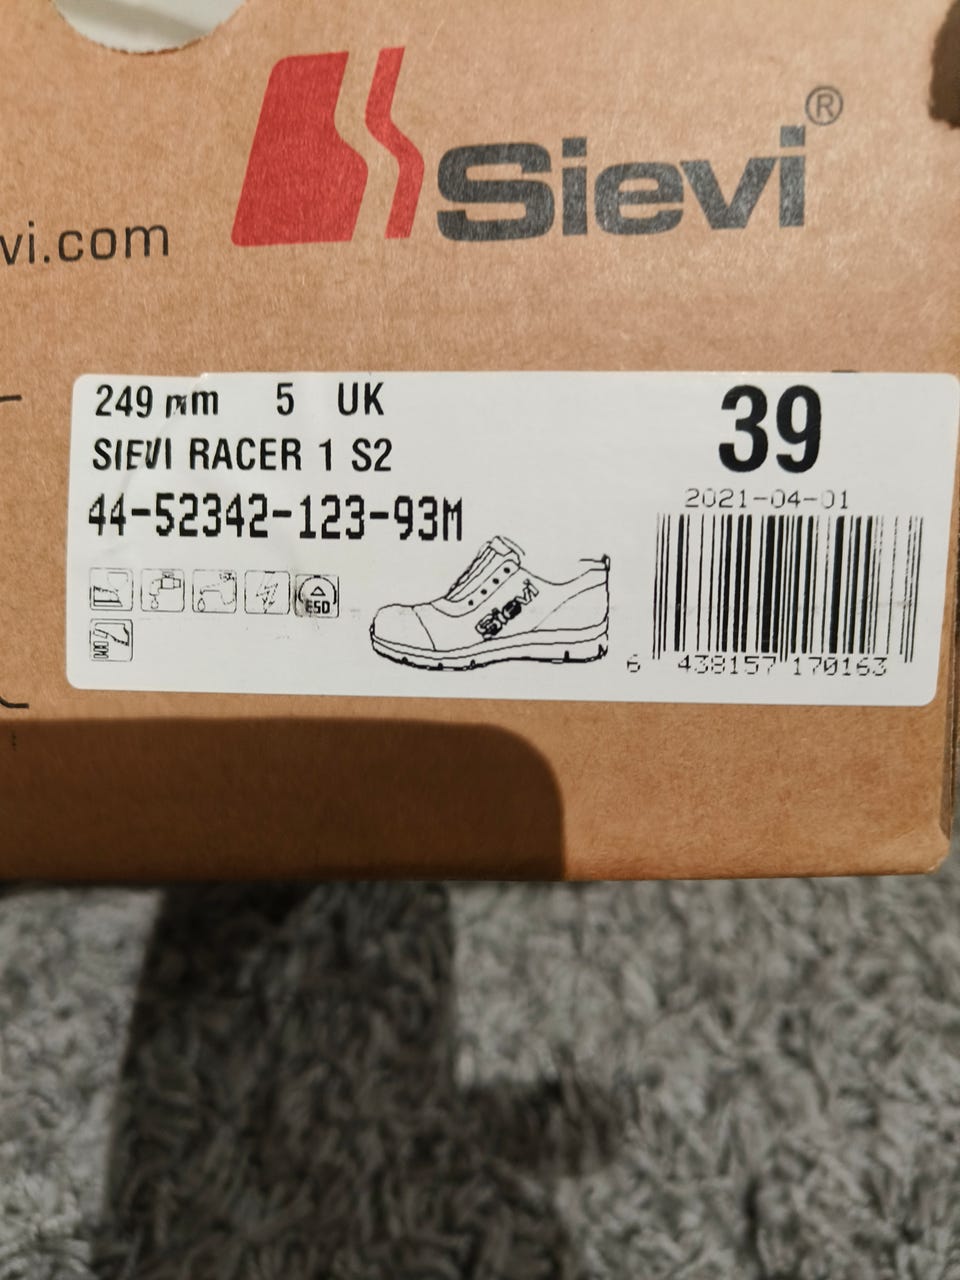 Sievi®
vi.com
249 mm 5 UK
39
SIEVI RACER 1 S2
2021-04-01
44-52342-123-93M
ESD
Sievi
6 438157 170163